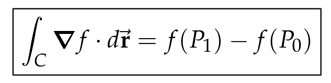 ∫_C ∇f · dr⃗ = f(P₁) − f(P₀)